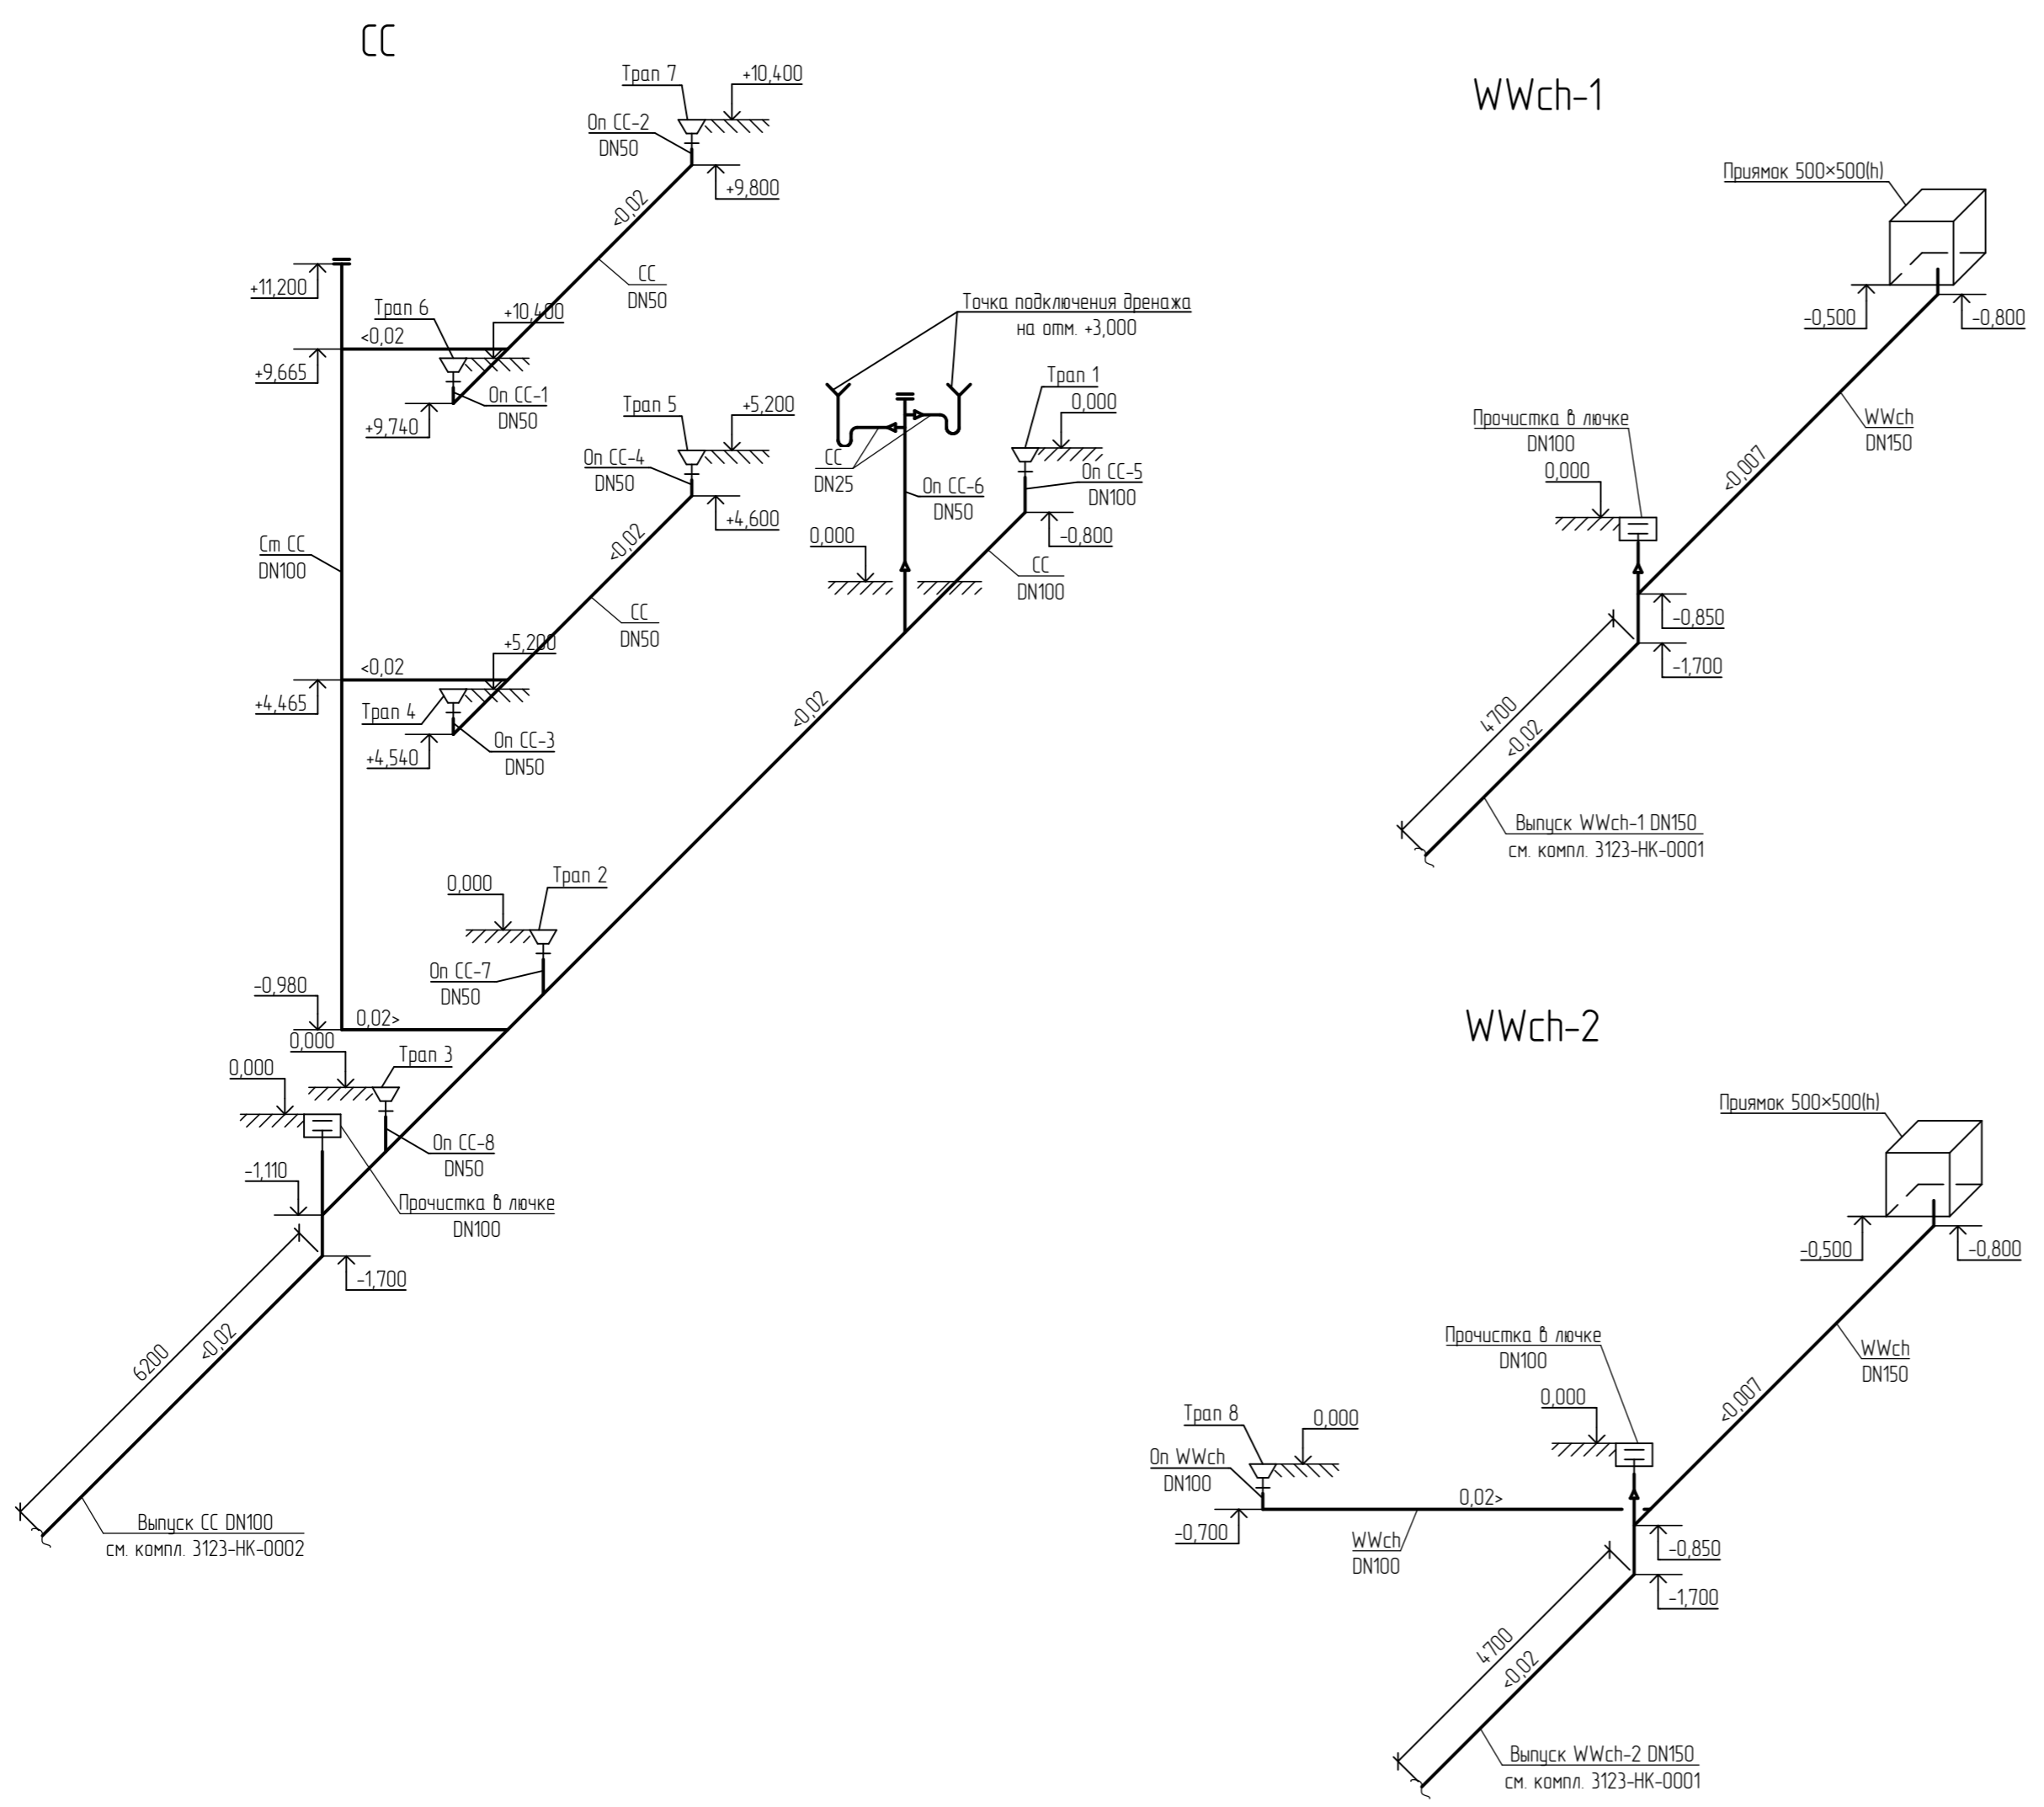 СС
Трап 7
+10,400
Оп СС-2
DN50
+9,800
<0,02
СС
DN50
+11,200
Трап 6
+10,400
<0,02
+9,665
Оп СС-1
DN50
+9,740
Трап 5
+5,200
Оп СС-4
DN50
+4,600
<0,02
Ст СС
DN100
СС
DN50
+5,200
<0,02
+4,465
Трап 4
Оп СС-3
DN50
+4,540
Точка подключения дренажа
на отм. +3,000
Трап 1
0,000
СС
DN25
Оп СС-6
DN50
Оп СС-5
DN100
0,000
-0,800
СС
DN100
<0,02
Трап 2
0,000
Оп СС-7
DN50
-0,980
0,02>
0,000
Трап 3
0,000
Оп СС-8
DN50
-1,110
Прочистка в лючке
DN100
-1,700
6200
<0,02
Выпуск СС DN100
см. компл. 3123-НК-0002
WWch-1
Приямок 500×500(h)
-0,500
-0,800
Прочистка в лючке
DN100
0,000
WWch
DN150
<0,007
-0,850
-1,700
4700
<0,02
Выпуск WWch-1 DN150
см. компл. 3123-НК-0001
WWch-2
Приямок 500×500(h)
-0,500
-0,800
Прочистка в лючке
DN100
0,000
WWch
DN150
<0,007
Трап 8
0,000
Оп WWch
DN100
0,02>
-0,700
WWch
DN100
-0,850
-1,700
4700
<0,02
Выпуск WWch-2 DN150
см. компл. 3123-НК-0001